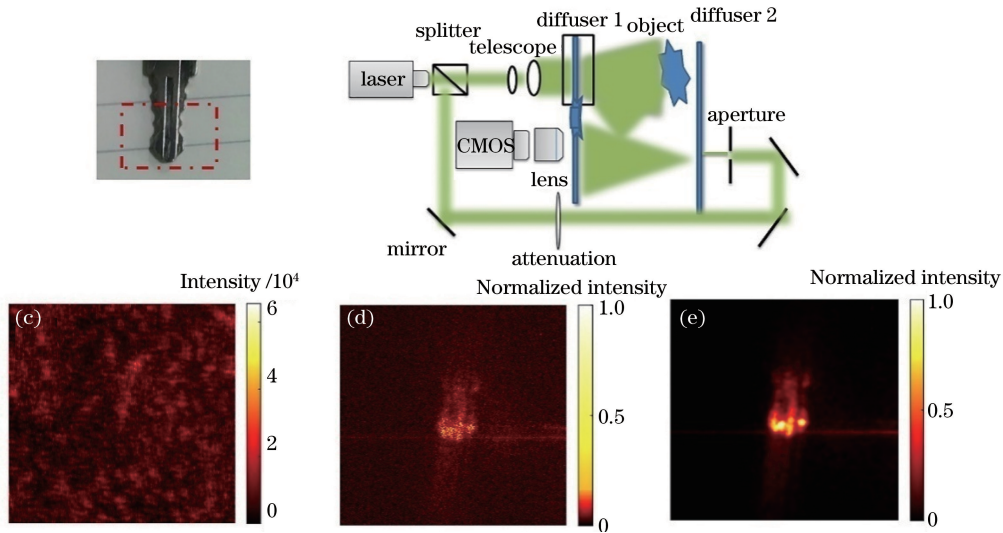 splitter
telescope
diffuser 1
object
diffuser 2
laser
CMOS
lens
aperture
mirror
attenuation
Intensity /10⁴
(c)
6
4
2
0
Normalized intensity
(d)
1.0
0.5
0
Normalized intensity
(e)
1.0
0.5
0